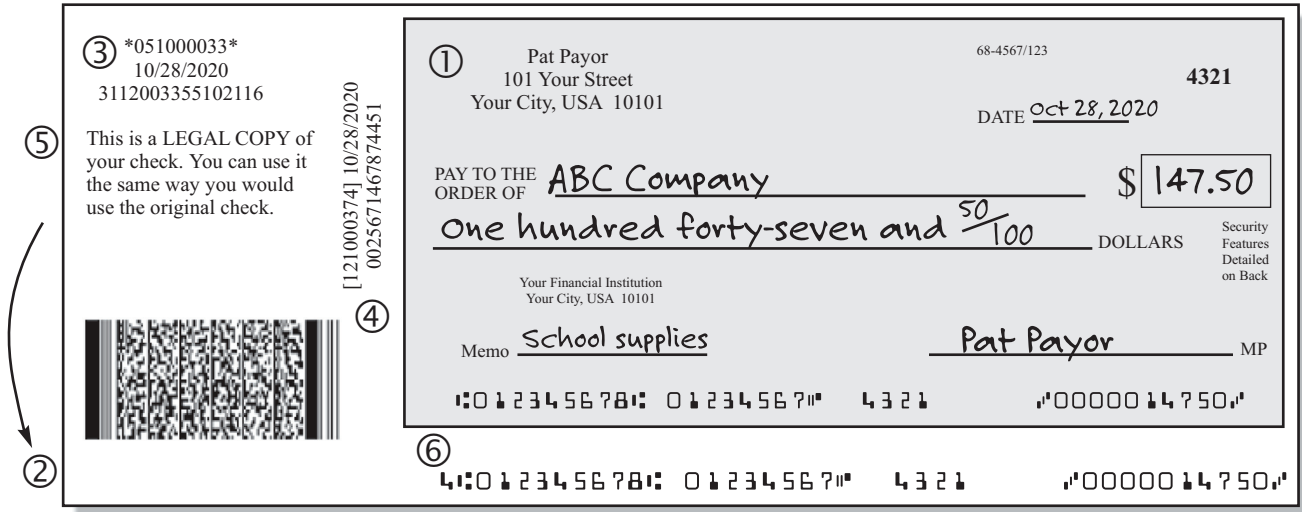 ③ *051000033*
10/28/2020
3112003355102116
⑤ This is a LEGAL COPY of
your check. You can use it
the same way you would
use the original check.
②
[121000374] 10/28/2020
00256714678744​51
④
① Pat Payor
101 Your Street
Your City, USA 10101
68-4567/123
4321
DATE Oct 28, 2020
PAY TO THE
ORDER OF ABC Company $ 147.50
One hundred forty-seven and 50/100 DOLLARS
Security
Features
Detailed
on Back
Your Financial Institution
Your City, USA 10101
Memo School supplies Pat Payor MP
⑆012345678⑆ 01234567⑈ 4321 ⑇0000014750⑇
⑥
4⑆012345678⑆ 01234567⑈ 4321 ⑇0000014750⑇